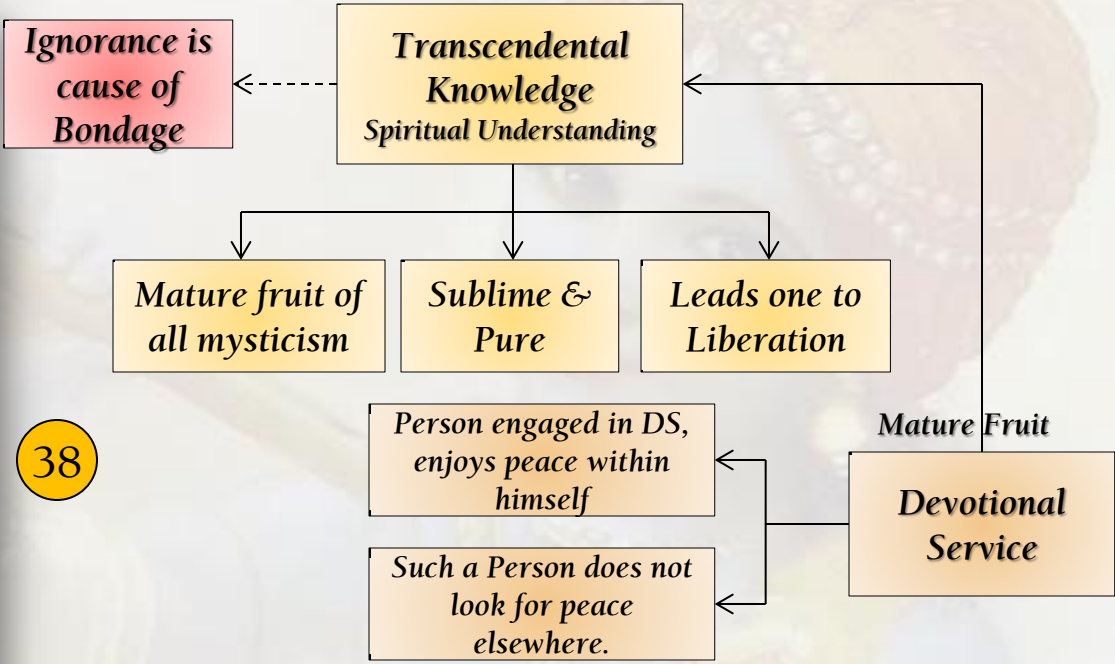 Ignorance is
cause of
Bondage
Transcendental
Knowledge
Spiritual Understanding
Mature fruit of
all mysticism
Sublime &
Pure
Leads one to
Liberation
38
Person engaged in DS,
enjoys peace within
himself
Such a Person does not
look for peace
elsewhere.
Mature Fruit
Devotional
Service